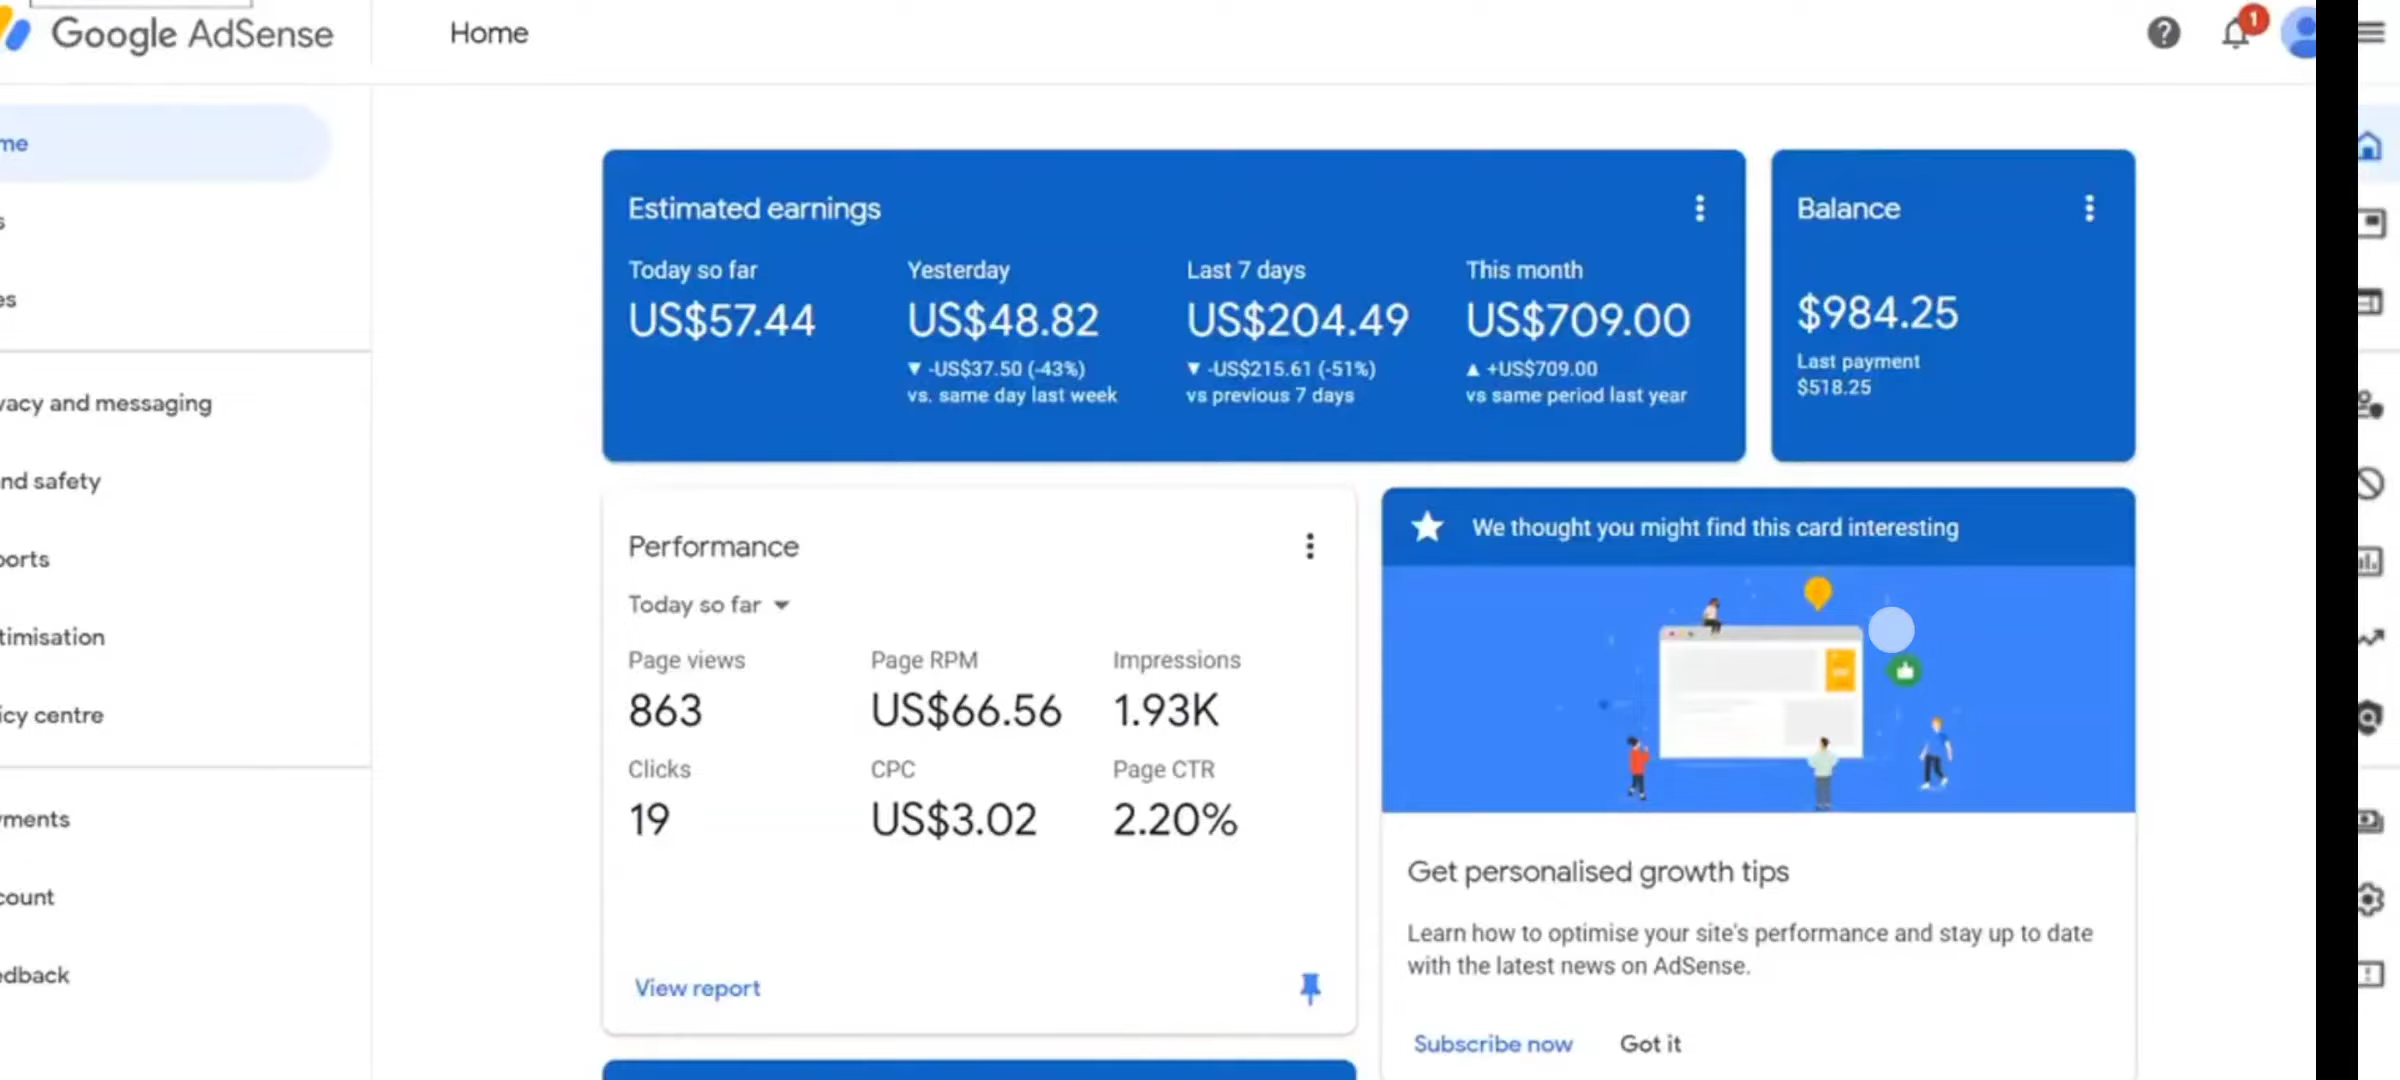 Google AdSense
Home
1
me
s
es
vacy and messaging
nd safety
ports
timisation
icy centre
ments
count
edback
Estimated earnings
Today so far
US$57.44
Yesterday
US$48.82
▼ -US$37.50 (-43%)
vs. same day last week
Last 7 days
US$204.49
▼ -US$215.61 (-51%)
vs previous 7 days
This month
US$709.00
▲ +US$709.00
vs same period last year
Balance
$984.25
Last payment
$518.25
Performance
Today so far
Page views
863
Page RPM
US$66.56
Impressions
1.93K
Clicks
19
CPC
US$3.02
Page CTR
2.20%
View report
We thought you might find this card interesting
Get personalised growth tips
Learn how to optimise your site's performance and stay up to date
with the latest news on AdSense.
Subscribe now
Got it